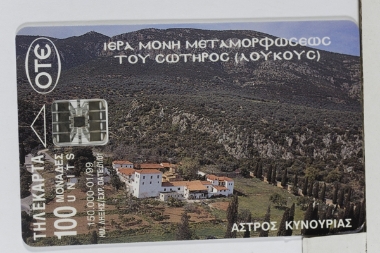 ΙΕΡΑ ΜΟΝΗ ΜΕΤΑΜΟΡΦΩΣΕΩΣ
ΤΟΥ ΣΩΤΗΡΟΣ (ΛΟΥΚΟΥΣ)
ΟΤΕ
ΤΗΛΕΚΑΡΤΑ
100 ΜΟΝΑΔΕΣ
UNITS
150.000-01/99
ΑΣΤΡΟΣ ΚΥΝΟΥΡΙΑΣ